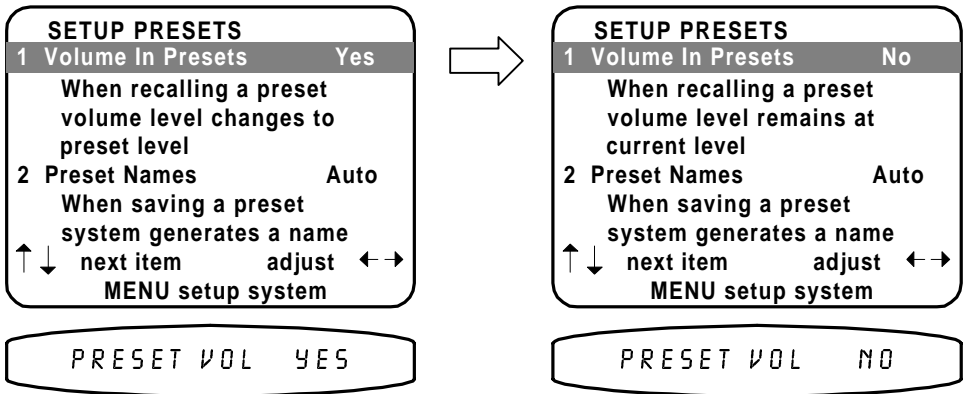 SETUP PRESETS
1 Volume In Presets Yes
When recalling a preset
volume level changes to
preset level
2 Preset Names Auto
When saving a preset
system generates a name
↑ ↓ next item adjust ← →
MENU setup system
PRESET VOL YES
SETUP PRESETS
1 Volume In Presets No
When recalling a preset
volume level remains at
current level
2 Preset Names Auto
When saving a preset
system generates a name
↑ ↓ next item adjust ← →
MENU setup system
PRESET VOL NO